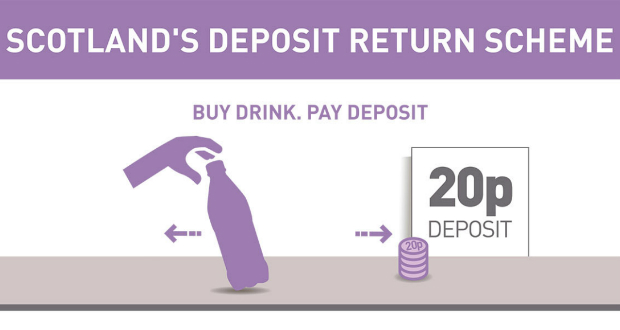 SCOTLAND'S DEPOSIT RETURN SCHEME
BUY DRINK. PAY DEPOSIT
20p
DEPOSIT
20p